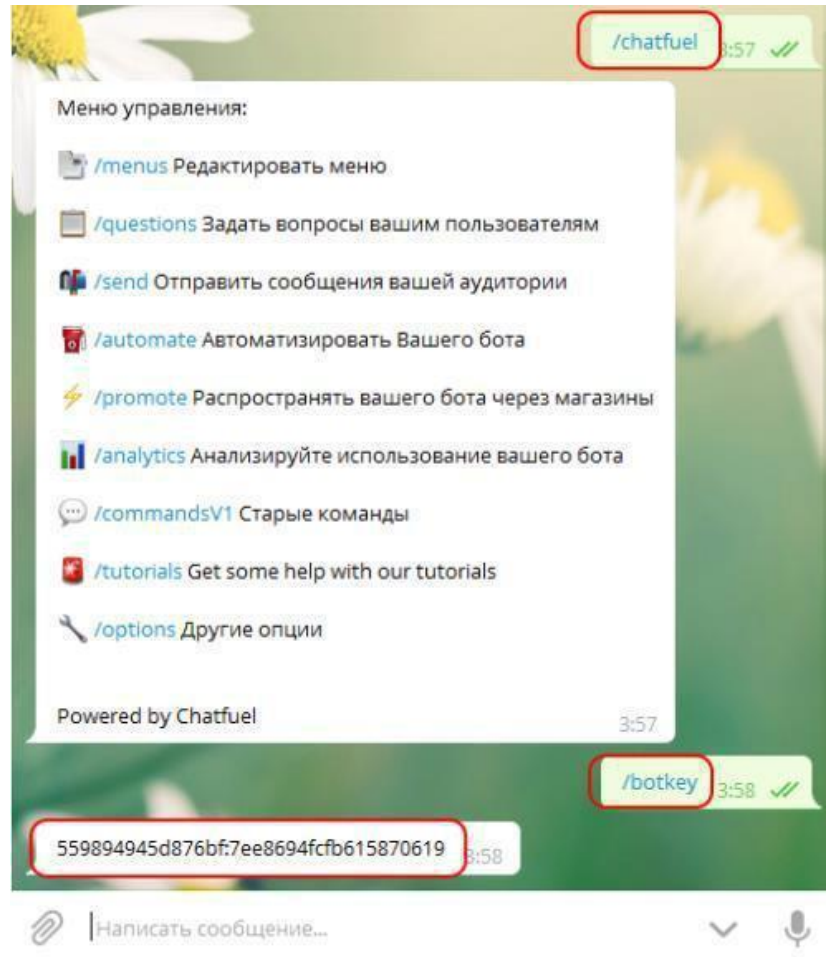 /chatfuel 3:57
Меню управления:
/menus Редактировать меню
/questions Задать вопросы вашим пользователям
/send Отправить сообщения вашей аудитории
/automate Автоматизировать Вашего бота
/promote Распространять вашего бота через магазины
/analytics Анализируйте использование вашего бота
/commandsV1 Старые команды
/tutorials Get some help with our tutorials
/options Другие опции
Powered by Chatfuel 3:57
/botkey 3:58
559894945d876bf:7ee8694fcfb615870619 3:58
Написать сообщение...